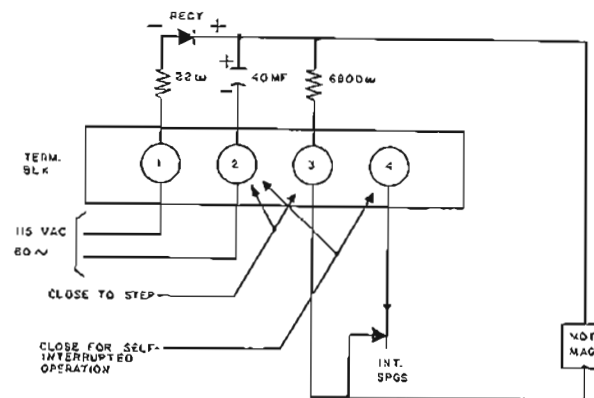 RECT
22ω
40MF
6800ω
TERM.
BLK
1
2
3
4
115 VAC
60~
CLOSE TO STEP
CLOSE FOR SELF-
INTERRUPTED
OPERATION
INT.
SPGS
MOT
MAG